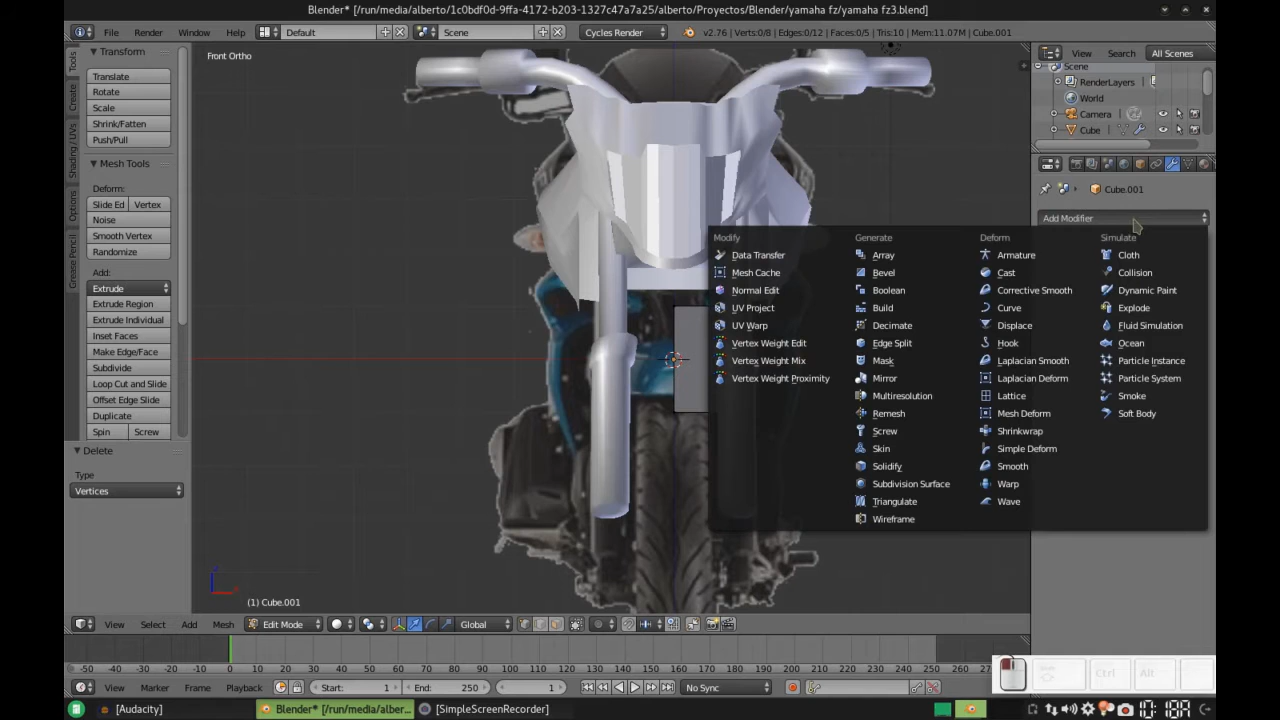 Blender* [/run/media/alberto/1c0bdf0d-9ffa-4172-b203-1327c47a7a25/alberto/Proyectos/Blender/yamaha fz/yamaha fz3.blend]
File Render Window Help Default Scene Cycles Render v2.76 | Verts:0/8 | Edges:0/12 | Faces:0/5 | Tris:10 | Mem:11.07M | Cube.001
Tools
Create
Shading / UVs
Options
Grease Pencil
Transform
Translate
Rotate
Scale
Shrink/Fatten
Push/Pull
Mesh Tools
Deform:
Slide Ed Vertex
Noise
Smooth Vertex
Randomize
Add:
Extrude
Extrude Region
Extrude Individual
Inset Faces
Make Edge/Face
Subdivide
Loop Cut and Slide
Offset Edge Slide
Duplicate
Spin Screw
Delete
Type
Vertices
Front Ortho
(1) Cube.001
View Search All Scenes
Scene
RenderLayers
World
Camera
Cube
Cube.001
Add Modifier
Modify
Data Transfer
Mesh Cache
Normal Edit
UV Project
UV Warp
Vertex Weight Edit
Vertex Weight Mix
Vertex Weight Proximity
Generate
Array
Bevel
Boolean
Build
Decimate
Edge Split
Mask
Mirror
Multiresolution
Remesh
Screw
Skin
Solidify
Subdivision Surface
Triangulate
Wireframe
Deform
Armature
Cast
Corrective Smooth
Curve
Displace
Hook
Laplacian Smooth
Laplacian Deform
Lattice
Mesh Deform
Shrinkwrap
Simple Deform
Smooth
Warp
Wave
Simulate
Cloth
Collision
Dynamic Paint
Explode
Fluid Simulation
Ocean
Particle Instance
Particle System
Smoke
Soft Body
View Select Add Mesh Edit Mode Global
-50 -40 -30 -20 -10 0 10 20 30 40 50 60 70 80 90 100 110 120 130 140 150 160 170 180 190 200 210 220 230 240 250 260
View Marker Frame Playback Start: 1 End: 250 1 No Sync
Ctrl Alt
[Audacity] Blender* [/run/media/alber... [SimpleScreenRecorder]